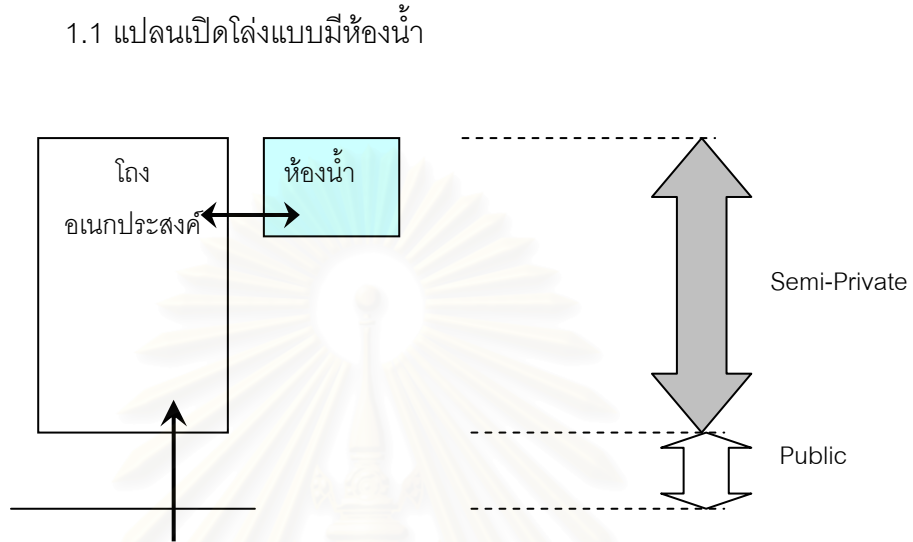 1.1 แปลนเปิดโล่งแบบมีห้องน้ำ
โถง
อเนกประสงค์
ห้องน้ำ
Semi-Private
Public